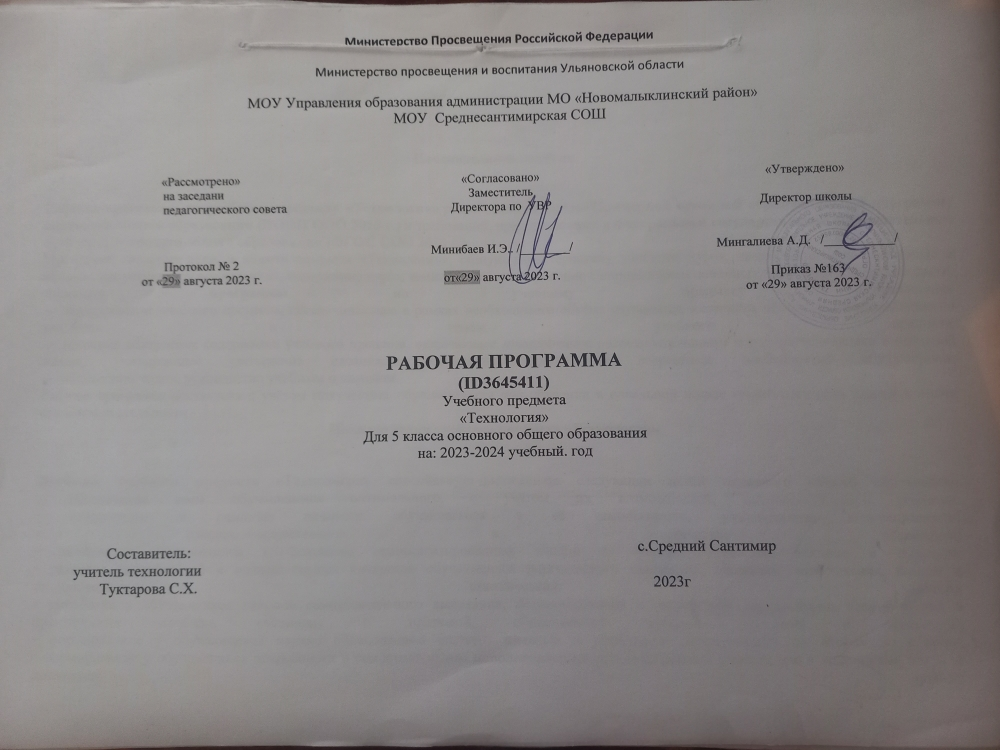 Министерство Просвещения Российской Федерации
Министерство просвещения и воспитания Ульяновской области
МОУ Управления образования администрации МО «Новомалыклинский район»
МОУ Среднесантимирская СОШ
«Рассмотрено»
на заседани
педагогического совета
Протокол № 2
от «29» августа 2023 г.
«Согласовано»
Заместитель
Директора по УВР
Минибаев И.Э. /______/
от«29» августа 2023 г.
«Утверждено»
Директор школы
Мингалиева А.Д. /__________/
Приказ №163
от «29» августа 2023 г.
РАБОЧАЯ ПРОГРАММА
(ID3645411)
Учебного предмета
«Технология»
Для 5 класса основного общего образования
на: 2023-2024 учебный. год
Составитель:
учитель технологии
Туктарова С.Х.
с.Средний Сантимир
2023г